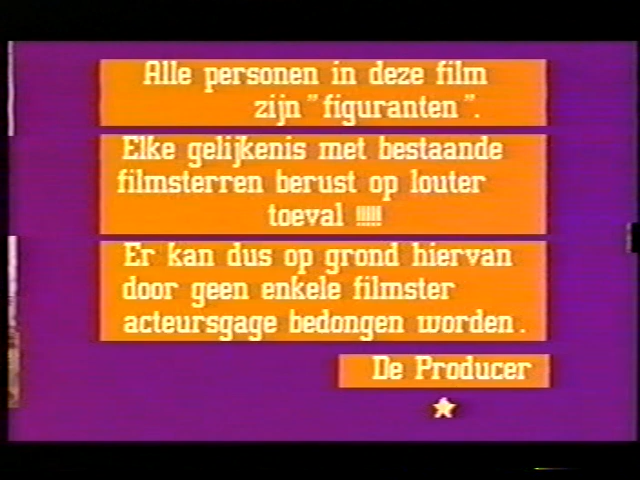 Alle personen in deze film
zijn "figuranten".
Elke gelijkenis met bestaande
filmsterren berust op louter
toeval !!!!!
Er kan dus op grond hiervan
door geen enkele filmster
acteursgage bedongen worden.
De Producer